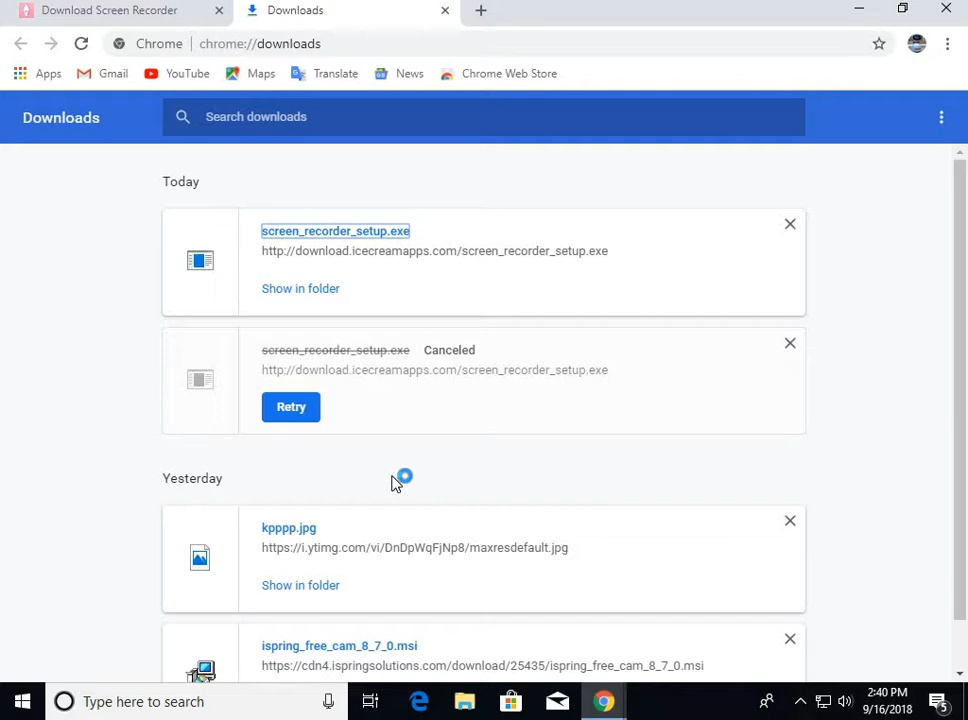 Download Screen Recorder
Downloads
Chrome
chrome://downloads
Apps
Gmail
YouTube
Maps
Translate
News
Chrome Web Store
Downloads
Search downloads
Today
screen_recorder_setup.exe
http://download.icecreamapps.com/screen_recorder_setup.exe
Show in folder
screen_recorder_setup.exe Canceled
http://download.icecreamapps.com/screen_recorder_setup.exe
Retry
Yesterday
kpppp.jpg
https://i.ytimg.com/vi/DnDpWqFjNp8/maxresdefault.jpg
Show in folder
ispring_free_cam_8_7_0.msi
https://cdn4.ispringsolutions.com/download/25435/ispring_free_cam_8_7_0.msi
Type here to search
2:40 PM
9/16/2018
5